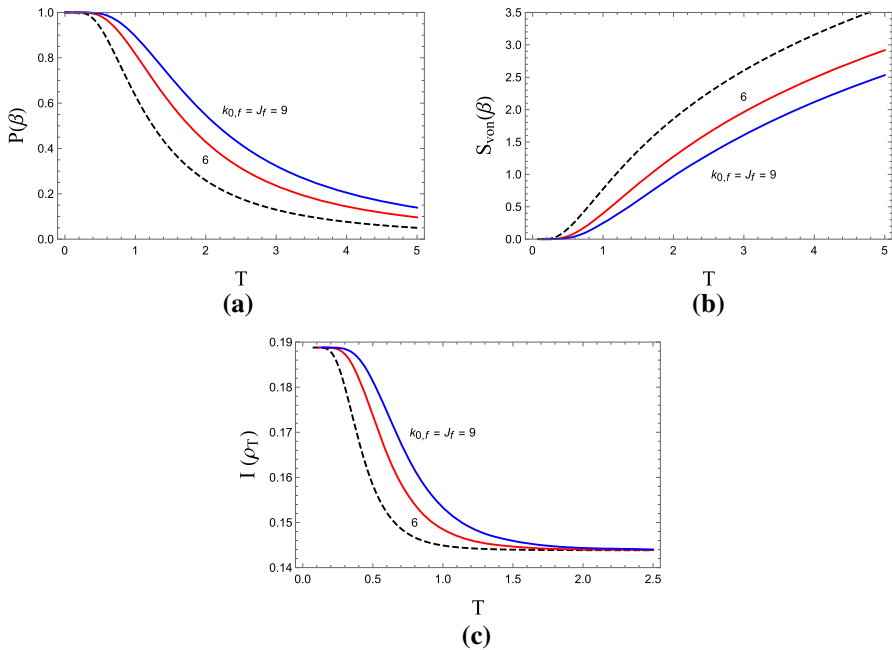 1.0
0.8
0.6
0.4
0.2
0.0
P(β)
k0,f = Jf = 9
6
0 1 2 3 4 5
T
(a)
3.5
3.0
2.5
2.0
1.5
1.0
0.5
0.0
Svon(β)
6
k0,f = Jf = 9
0 1 2 3 4 5
T
(b)
0.19
0.18
0.17
0.16
0.15
0.14
I (ρT)
k0,f = Jf = 9
6
0.0 0.5 1.0 1.5 2.0 2.5
T
(c)